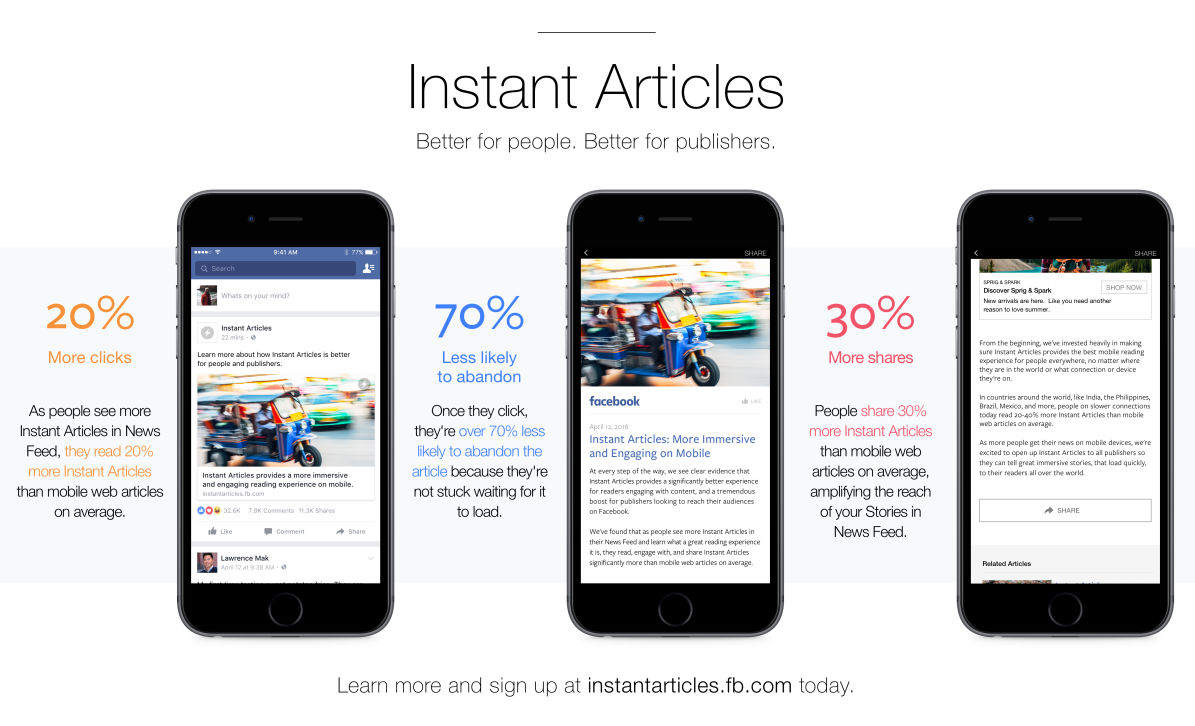 Instant Articles
Better for people. Better for publishers.
20%
More clicks
As people see more
Instant Articles in News
Feed, they read 20%
more Instant Articles
than mobile web articles
on average.
9:41 AM
77%
Search
What's on your mind?
Instant Articles
22 mins •
Learn more about how Instant Articles is better
for people and publishers.
Instant Articles provides a more immersive
and engaging reading experience on mobile.
instantarticles.fb.com
32.6K 7.9K Comments 11.3K Shares
Like Comment Share
Lawrence Mak
April 12 at 9:38 AM •
70%
Less likely
to abandon
Once they click,
they're over 70% less
likely to abandon the
article because they're
not stuck waiting for it
to load.
SHARE
facebook
LIKE
April 12, 2016
Instant Articles: More Immersive
and Engaging on Mobile
At every step of the way, we see clear evidence that
Instant Articles provides a significantly better experience
for readers engaging with content, and a tremendous
boost for publishers looking to reach their audiences
on Facebook.
We've found that as people see more Instant Articles in
their News Feed and learn what a great reading experience
it is, they read, engage with, and share Instant Articles
significantly more than mobile web articles on average.
30%
More shares
People share 30%
more Instant Articles
than mobile web
articles on average,
amplifying the reach
of your Stories in
News Feed.
SHARE
SPRIG & SPARK
Discover Sprig & Spark
SHOP NOW
New arrivals are here. Like you need another
reason to love summer.
From the beginning, we've invested heavily in making
sure Instant Articles provides the best mobile reading
experience for people everywhere, no matter where
they are in the world or what connection or device
they're on.
In countries around the world, like India, the Philippines,
Brazil, Mexico, and more, people on slower connections
today read 20-40% more Instant Articles than mobile
web articles on average.
As more people get their news on mobile devices, we're
excited to open up Instant Articles to all publishers so
they can tell great immersive stories, that load quickly,
to their readers all over the world.
SHARE
Related Articles
Learn more and sign up at instantarticles.fb.com today.